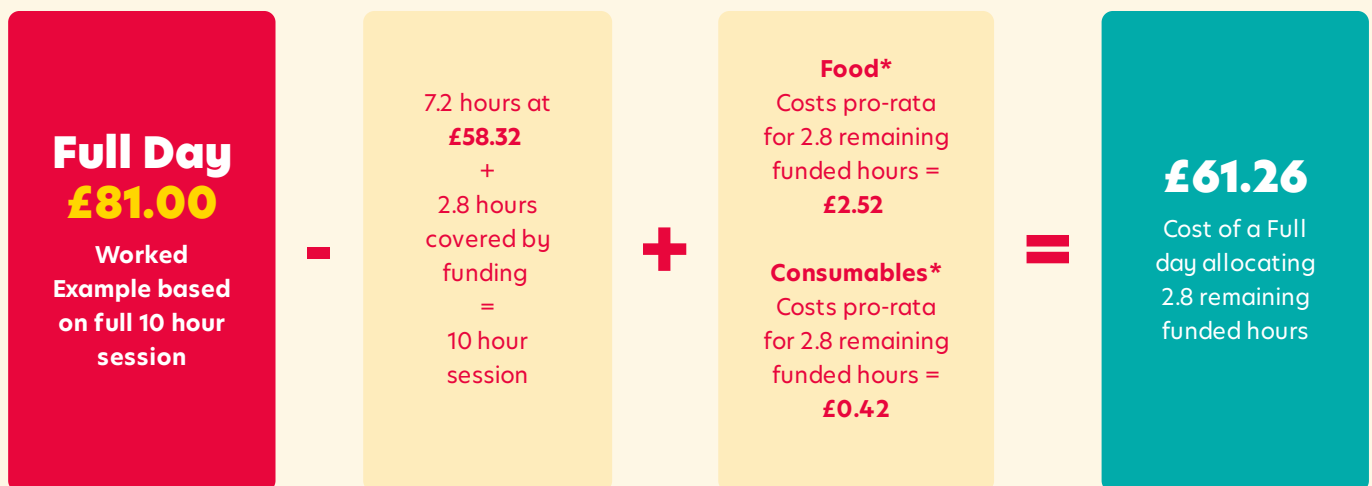 Full Day
£81.00
Worked
Example based
on full 10 hour
session
-
7.2 hours at
£58.32
+
2.8 hours
covered by
funding
=
10 hour
session
+
Food*
Costs pro-rata
for 2.8 remaining
funded hours =
£2.52
Consumables*
Costs pro-rata
for 2.8 remaining
funded hours =
£0.42
=
£61.26
Cost of a Full
day allocating
2.8 remaining
funded hours